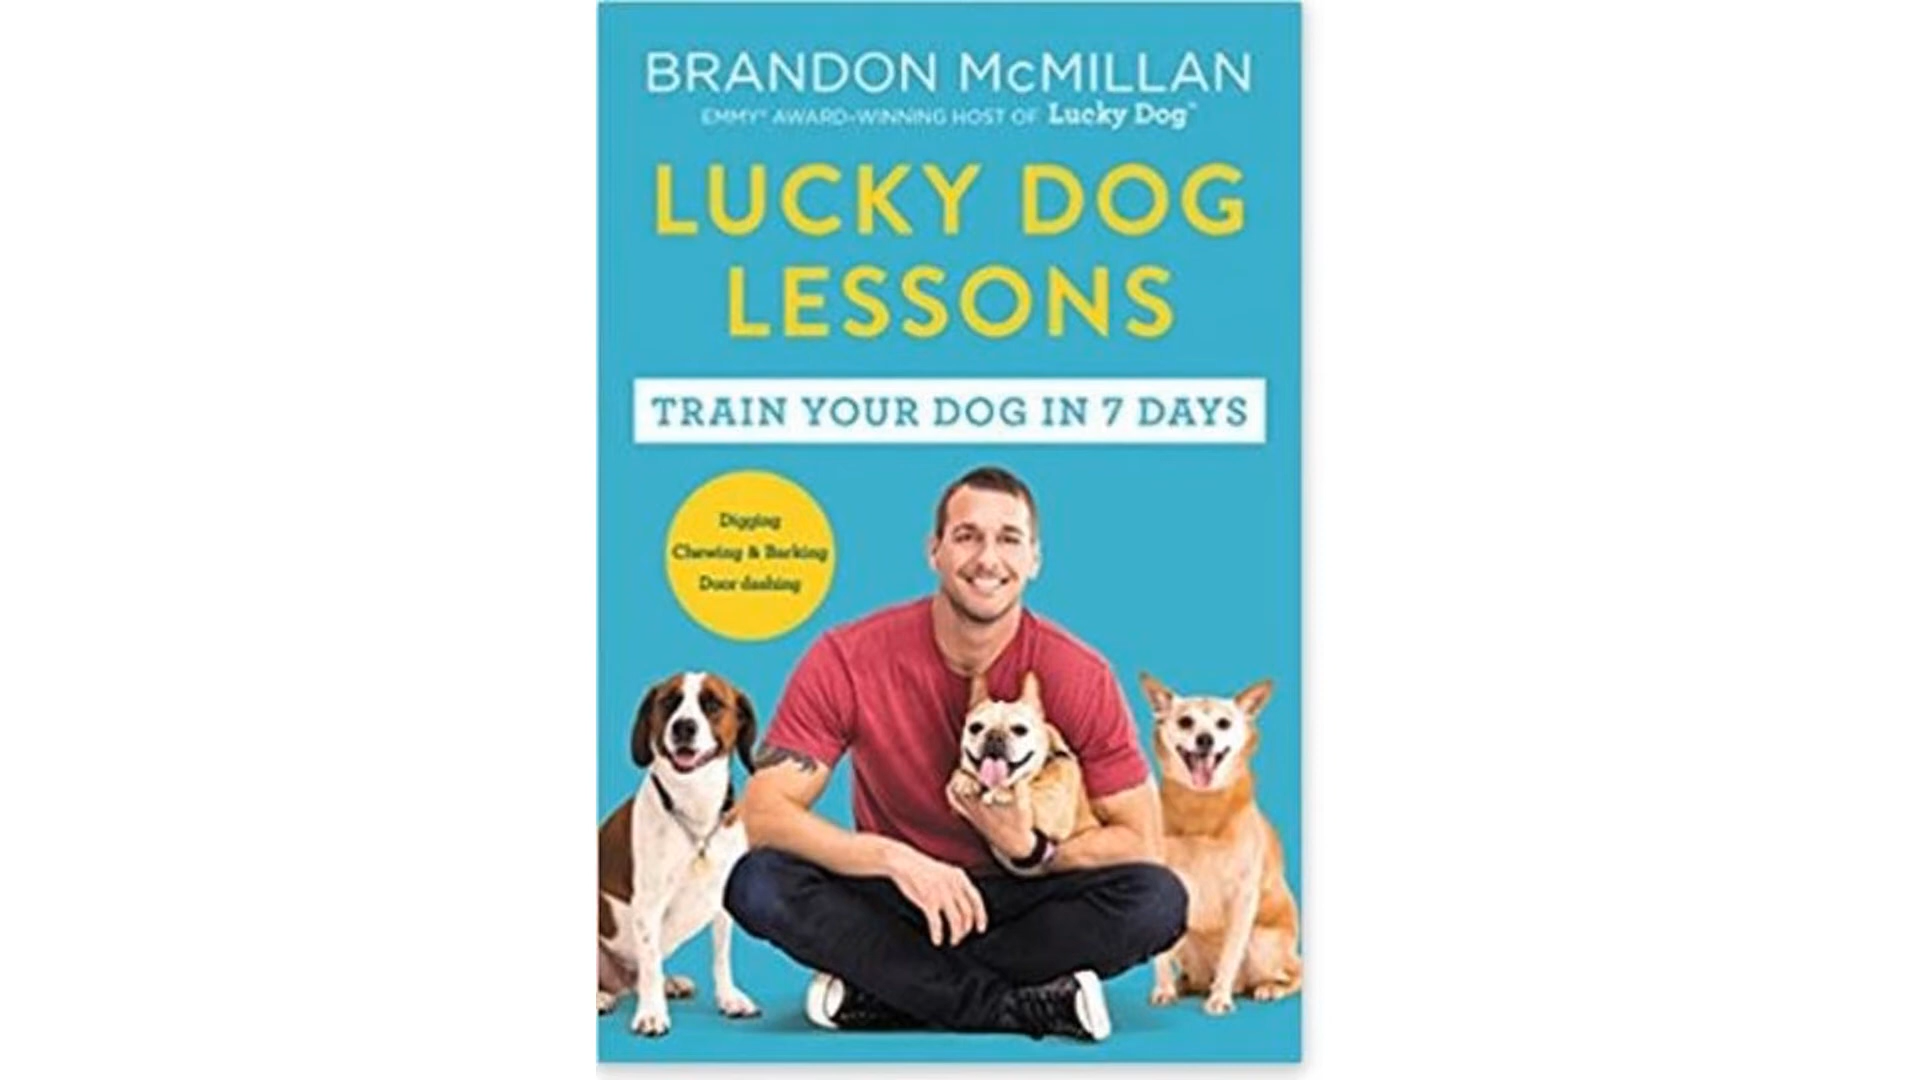 BRANDON McMILLAN
EMMY® AWARD-WINNING HOST OF Lucky Dog™
LUCKY DOG
LESSONS
TRAIN YOUR DOG IN 7 DAYS
Digging
Chewing & Barking
Door dashing